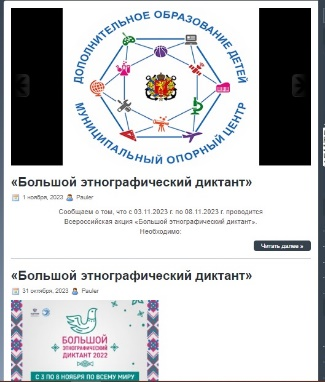 ДОПОЛНИТЕЛЬНОЕ ОБРАЗОВАНИЕ ДЕТЕЙ
МУНИЦИПАЛЬНЫЙ ОПОРНЫЙ ЦЕНТР
«Большой этнографический диктант»
1 ноября, 2023 Pauler
Сообщаем о том, что с 03.11.2023 г. по 08.11.2023 г. проводится
Всероссийская акция «Большой этнографический диктант».
Необходимо:
Читать далее »
«Большой этнографический диктант»
31 октября, 2023 Pauler
БОЛЬШОЙ
ЭТНОГРАФИЧЕСКИЙ
ДИКТАНТ 2022
С 3 ПО 8 НОЯБРЯ ПО ВСЕМУ МИРУ